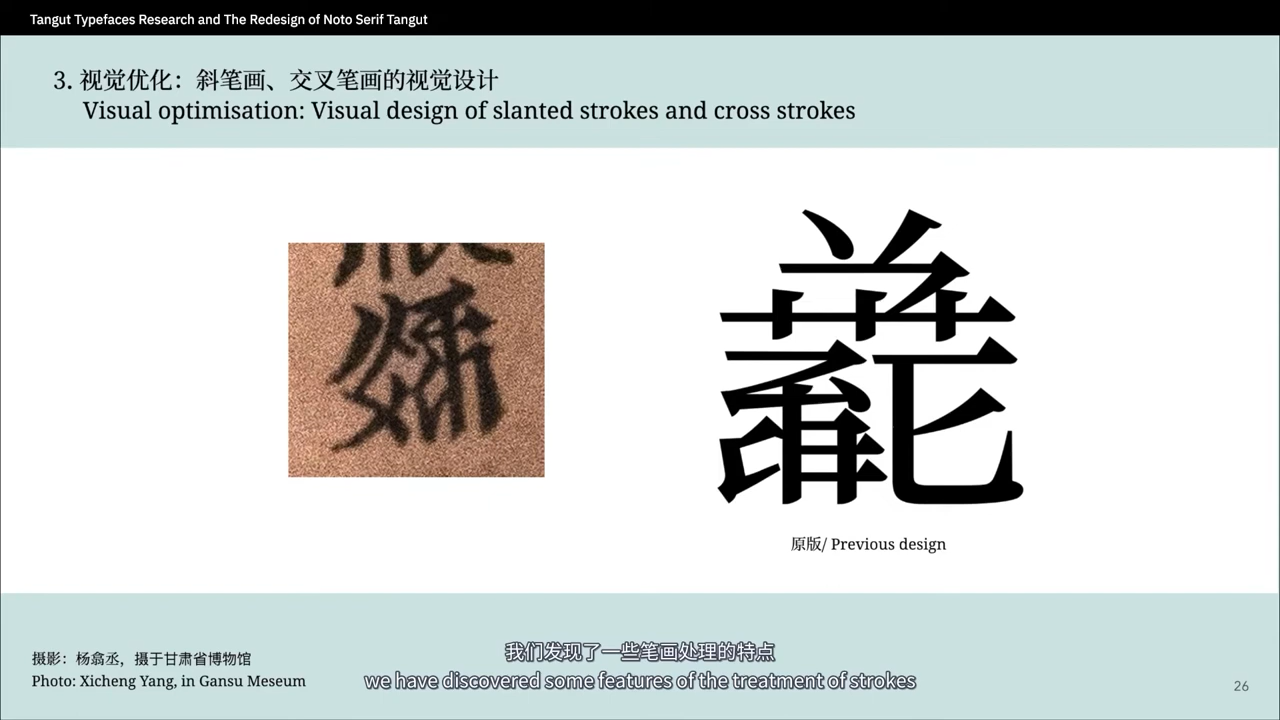 Tangut Typefaces Research and The Redesign of Noto Serif Tangut
3. 视觉优化：斜笔画、交叉笔画的视觉设计
Visual optimisation: Visual design of slanted strokes and cross strokes
原版/ Previous design
摄影：杨翕丞，摄于甘肃省博物馆
Photo: Xicheng Yang, in Gansu Meseum
我们发现了一些笔画处理的特点
we have discovered some features of the treatment of strokes
26